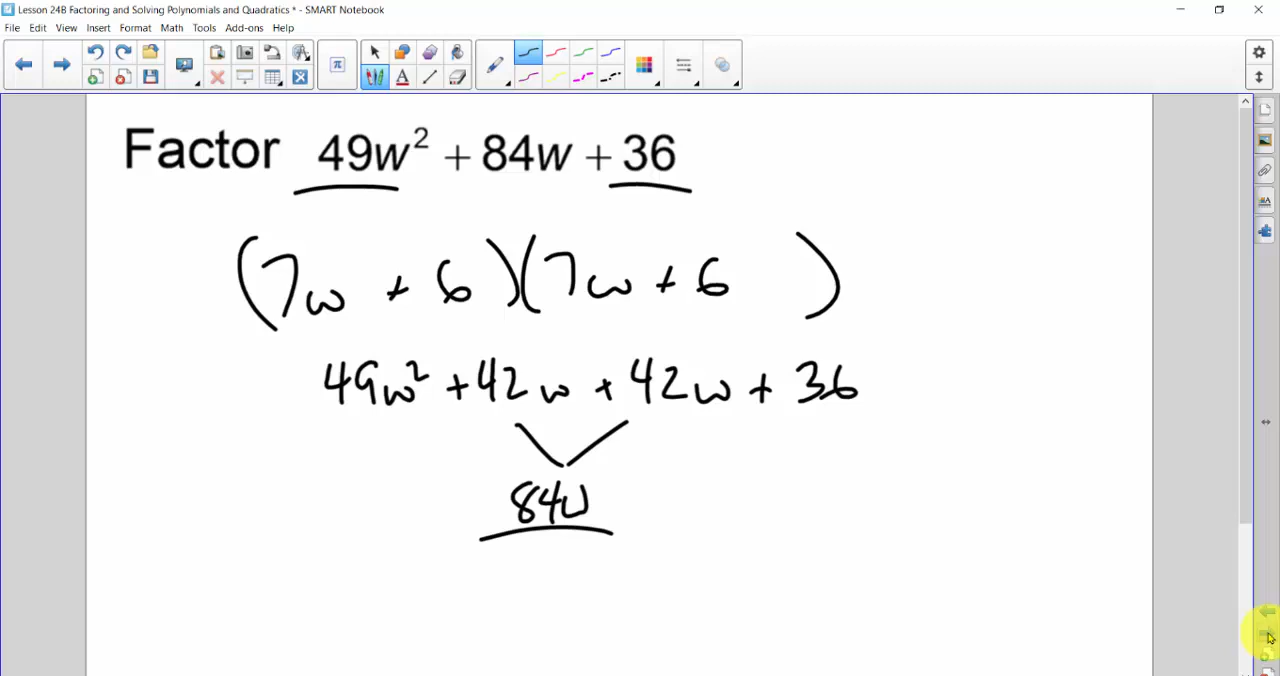 Lesson 24B Factoring and Solving Polynomials and Quadratics * - SMART Notebook
File Edit View Insert Format Math Tools Add-ons Help
Factor 49w² + 84w + 36
(7w + 6)(7w + 6)
49w² + 42w + 42w + 36
84w